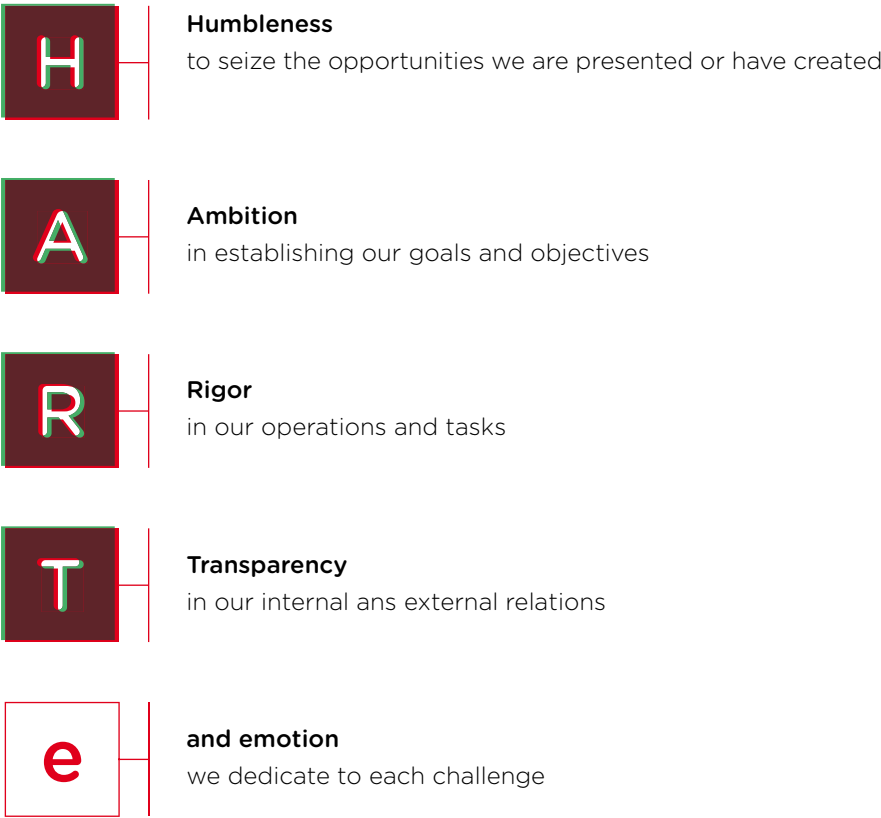 H
Humbleness
to seize the opportunities we are presented or have created
A
Ambition
in establishing our goals and objectives
R
Rigor
in our operations and tasks
T
Transparency
in our internal ans external relations
e
and emotion
we dedicate to each challenge